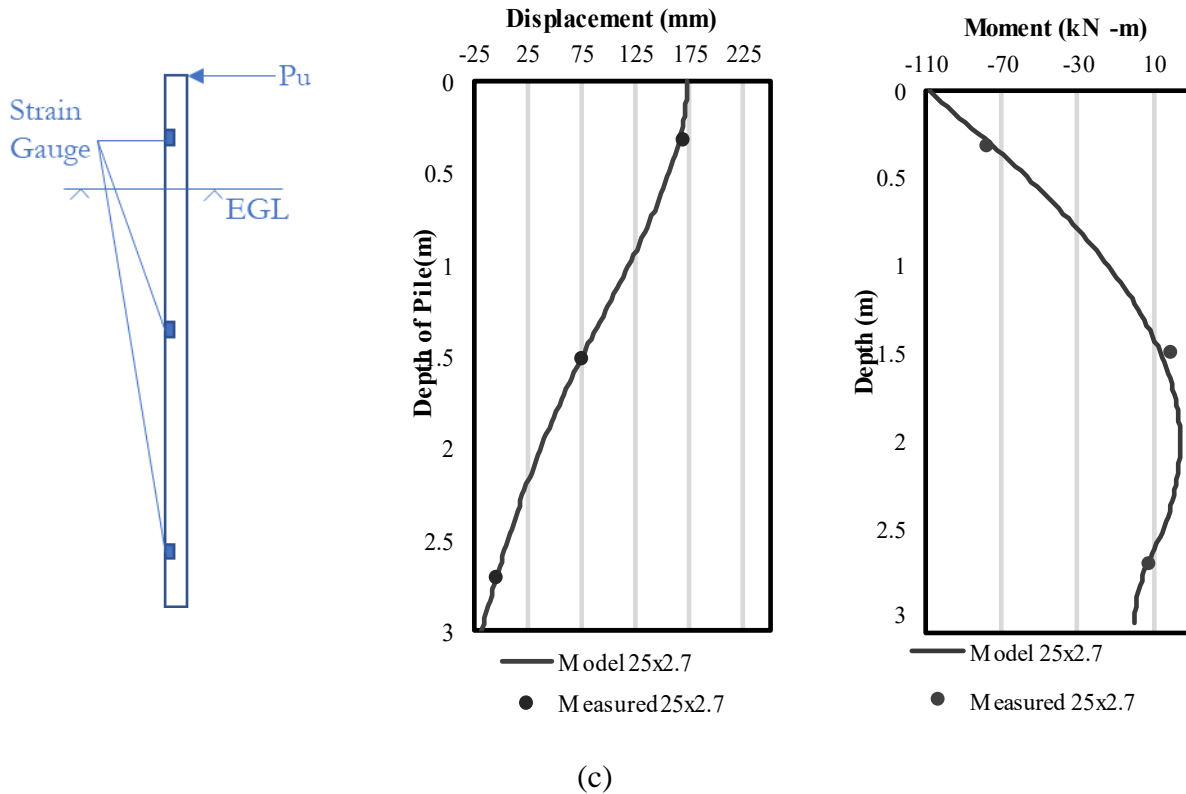 Pu
Strain
Gauge
EGL
Displacement (mm)
-25 25 75 125 175 225
0
0.5
1
1.5
2
2.5
3
Depth of Pile(m)
Model 25x2.7
Measured 25x2.7
Moment (kN -m)
-110 -70 -30 10
0
0.5
1
1.5
2
2.5
3
Depth (m)
Model 25x2.7
Measured 25x2.7
(c)